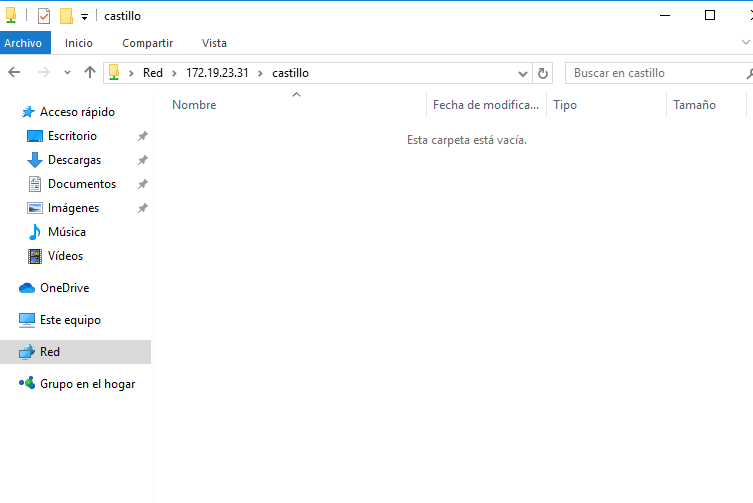 castillo
Archivo Inicio Compartir Vista
Red 172.19.23.31 castillo Buscar en castillo
Nombre Fecha de modifica... Tipo Tamaño
Esta carpeta está vacía.
Acceso rápido
Escritorio
Descargas
Documentos
Imágenes
Música
Vídeos
OneDrive
Este equipo
Red
Grupo en el hogar